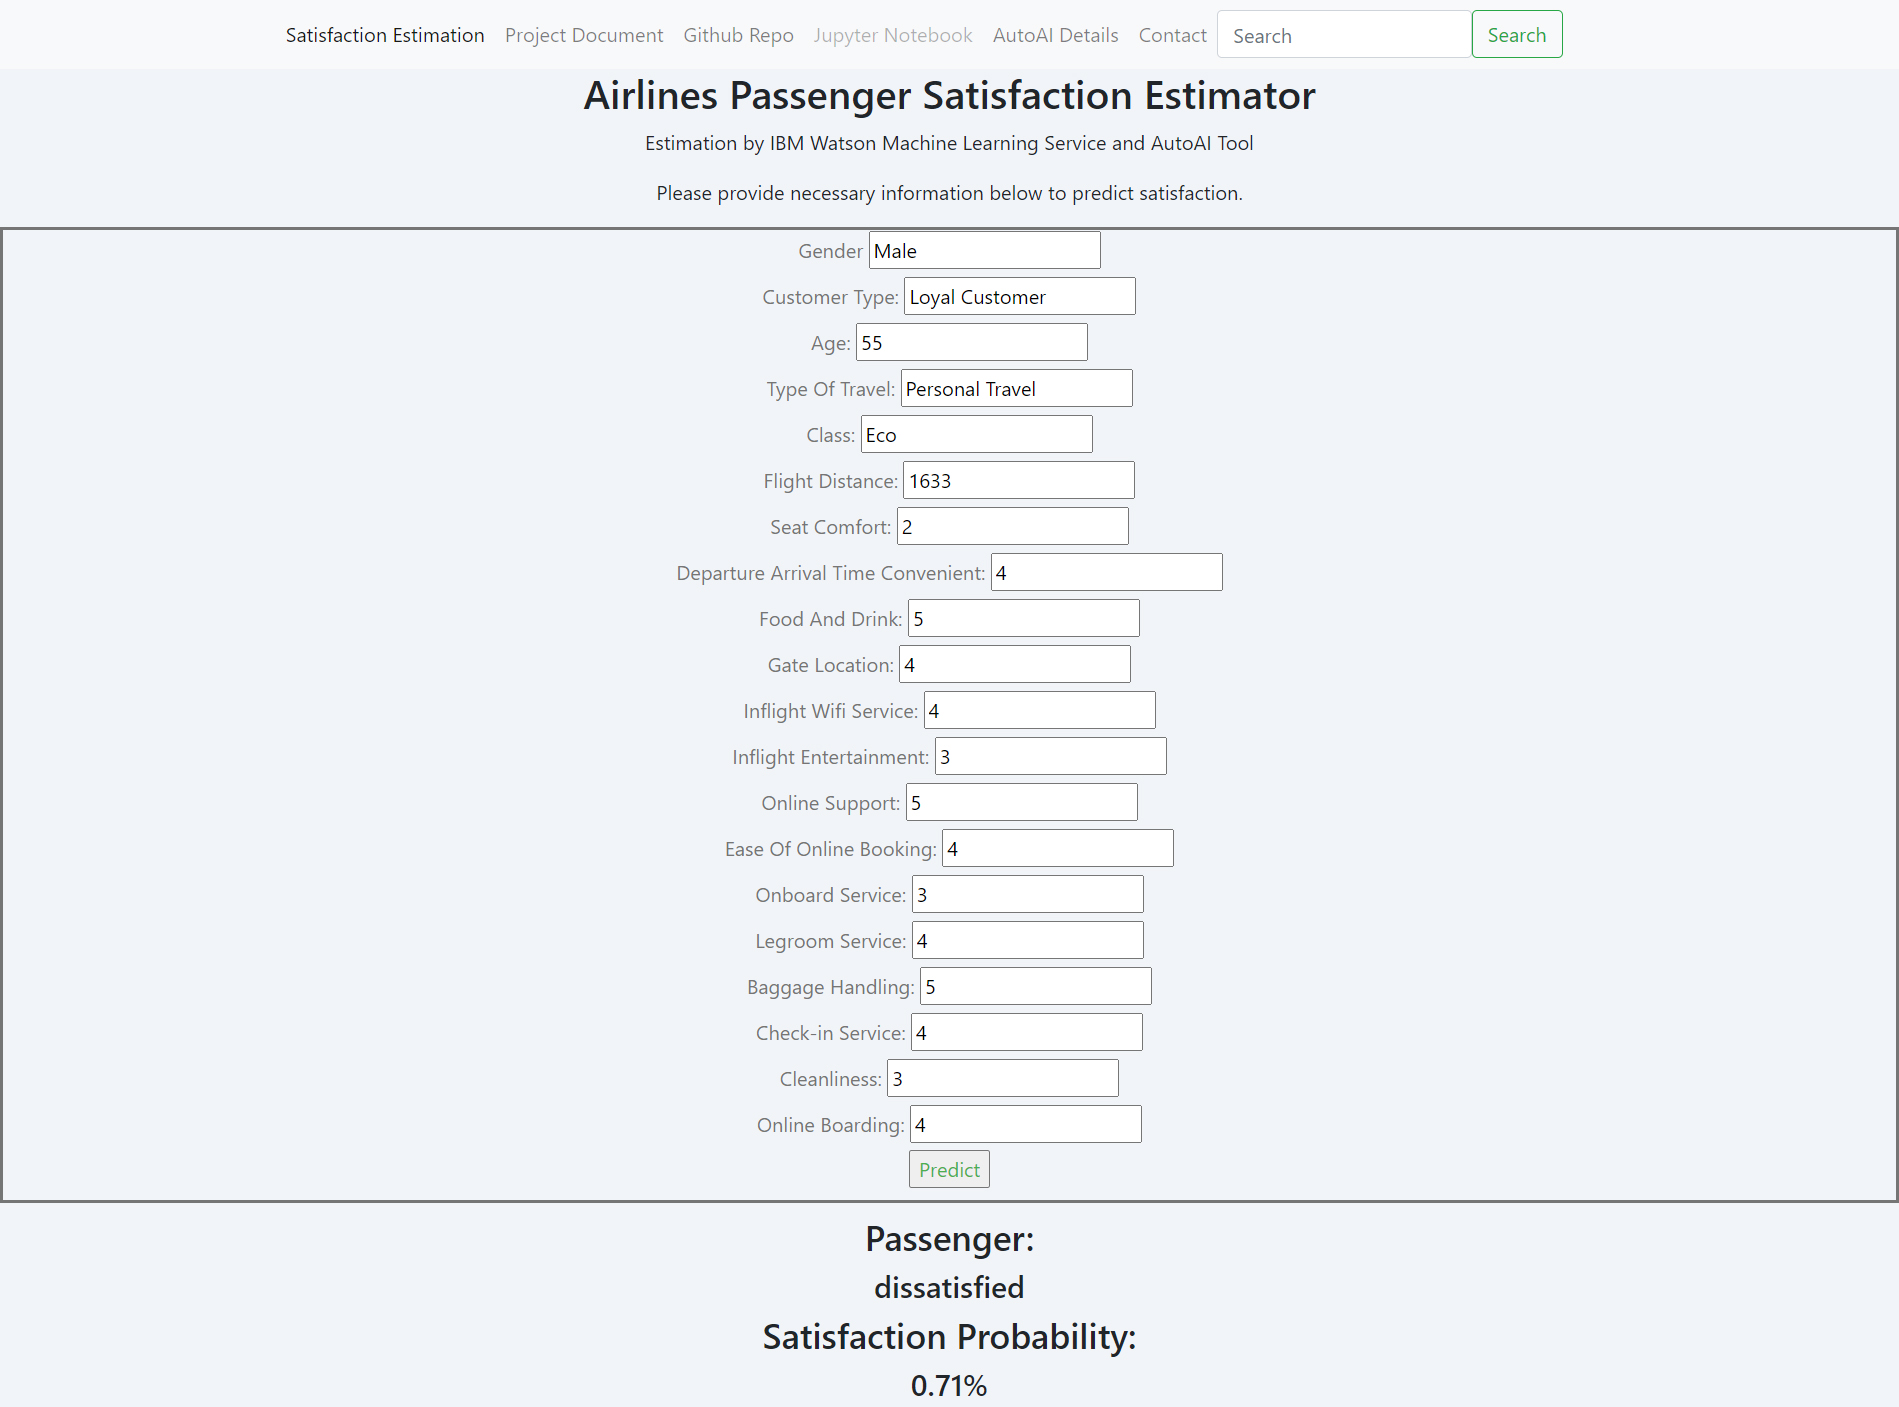 Satisfaction Estimation Project Document Github Repo Jupyter Notebook AutoAI Details Contact Search Search
Airlines Passenger Satisfaction Estimator
Estimation by IBM Watson Machine Learning Service and AutoAI Tool
Please provide necessary information below to predict satisfaction.
Gender Male
Customer Type: Loyal Customer
Age: 55
Type Of Travel: Personal Travel
Class: Eco
Flight Distance: 1633
Seat Comfort: 2
Departure Arrival Time Convenient: 4
Food And Drink: 5
Gate Location: 4
Inflight Wifi Service: 4
Inflight Entertainment: 3
Online Support: 5
Ease Of Online Booking: 4
Onboard Service: 3
Legroom Service: 4
Baggage Handling: 5
Check-in Service: 4
Cleanliness: 3
Online Boarding: 4
Predict
Passenger:
dissatisfied
Satisfaction Probability:
0.71%